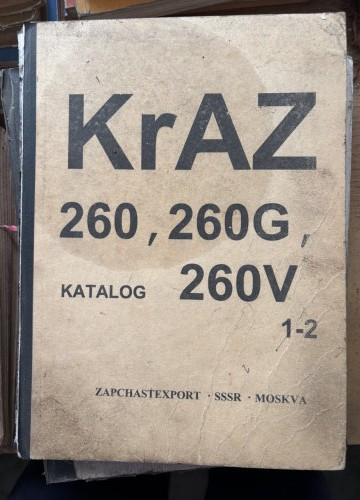 KrAZ
260, 260G,
KATALOG 260V
1-2
ZAPCHASTEXPORT · SSSR · MOSKVA